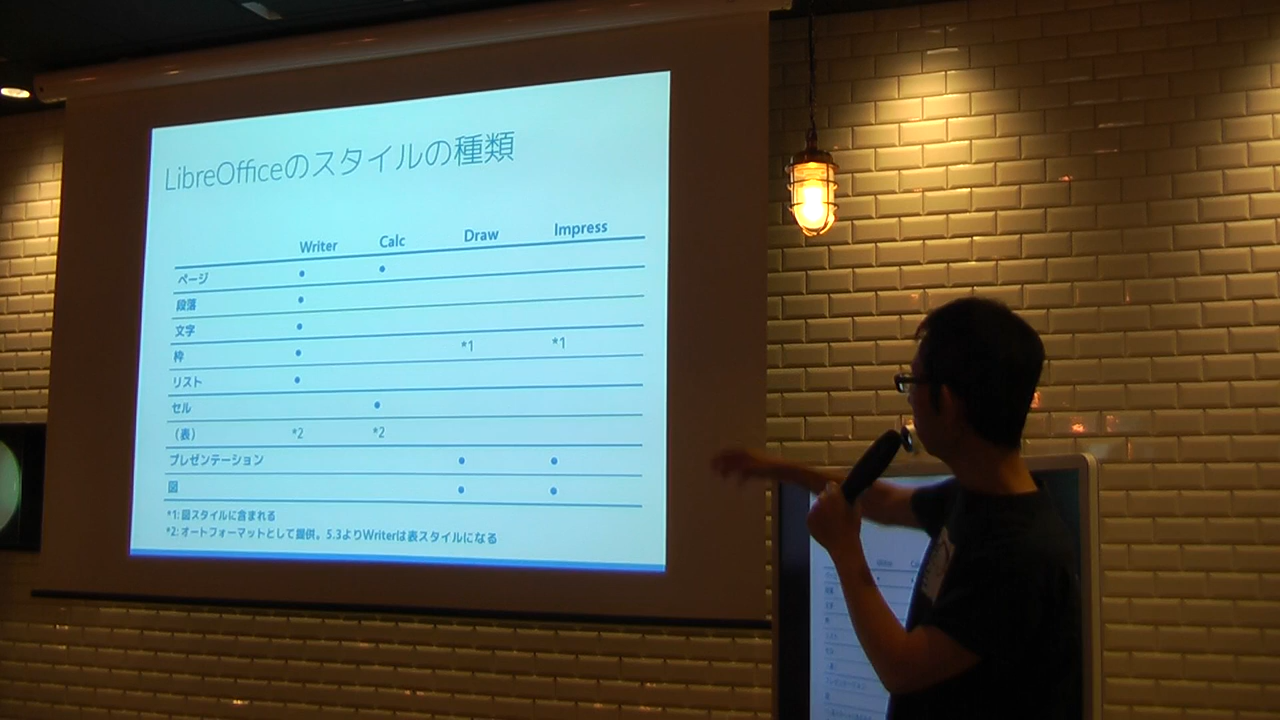 LibreOfficeのスタイルの種類
Writer Calc Draw Impress
ページ • •
段落 •
文字 •
枠 • *1 *1
リスト •
セル •
（表） *2 *2
プレゼンテーション • •
図 • •
*1: 図スタイルに含まれる
*2: オートフォーマットとして提供。5.3よりWriterは表スタイルになる